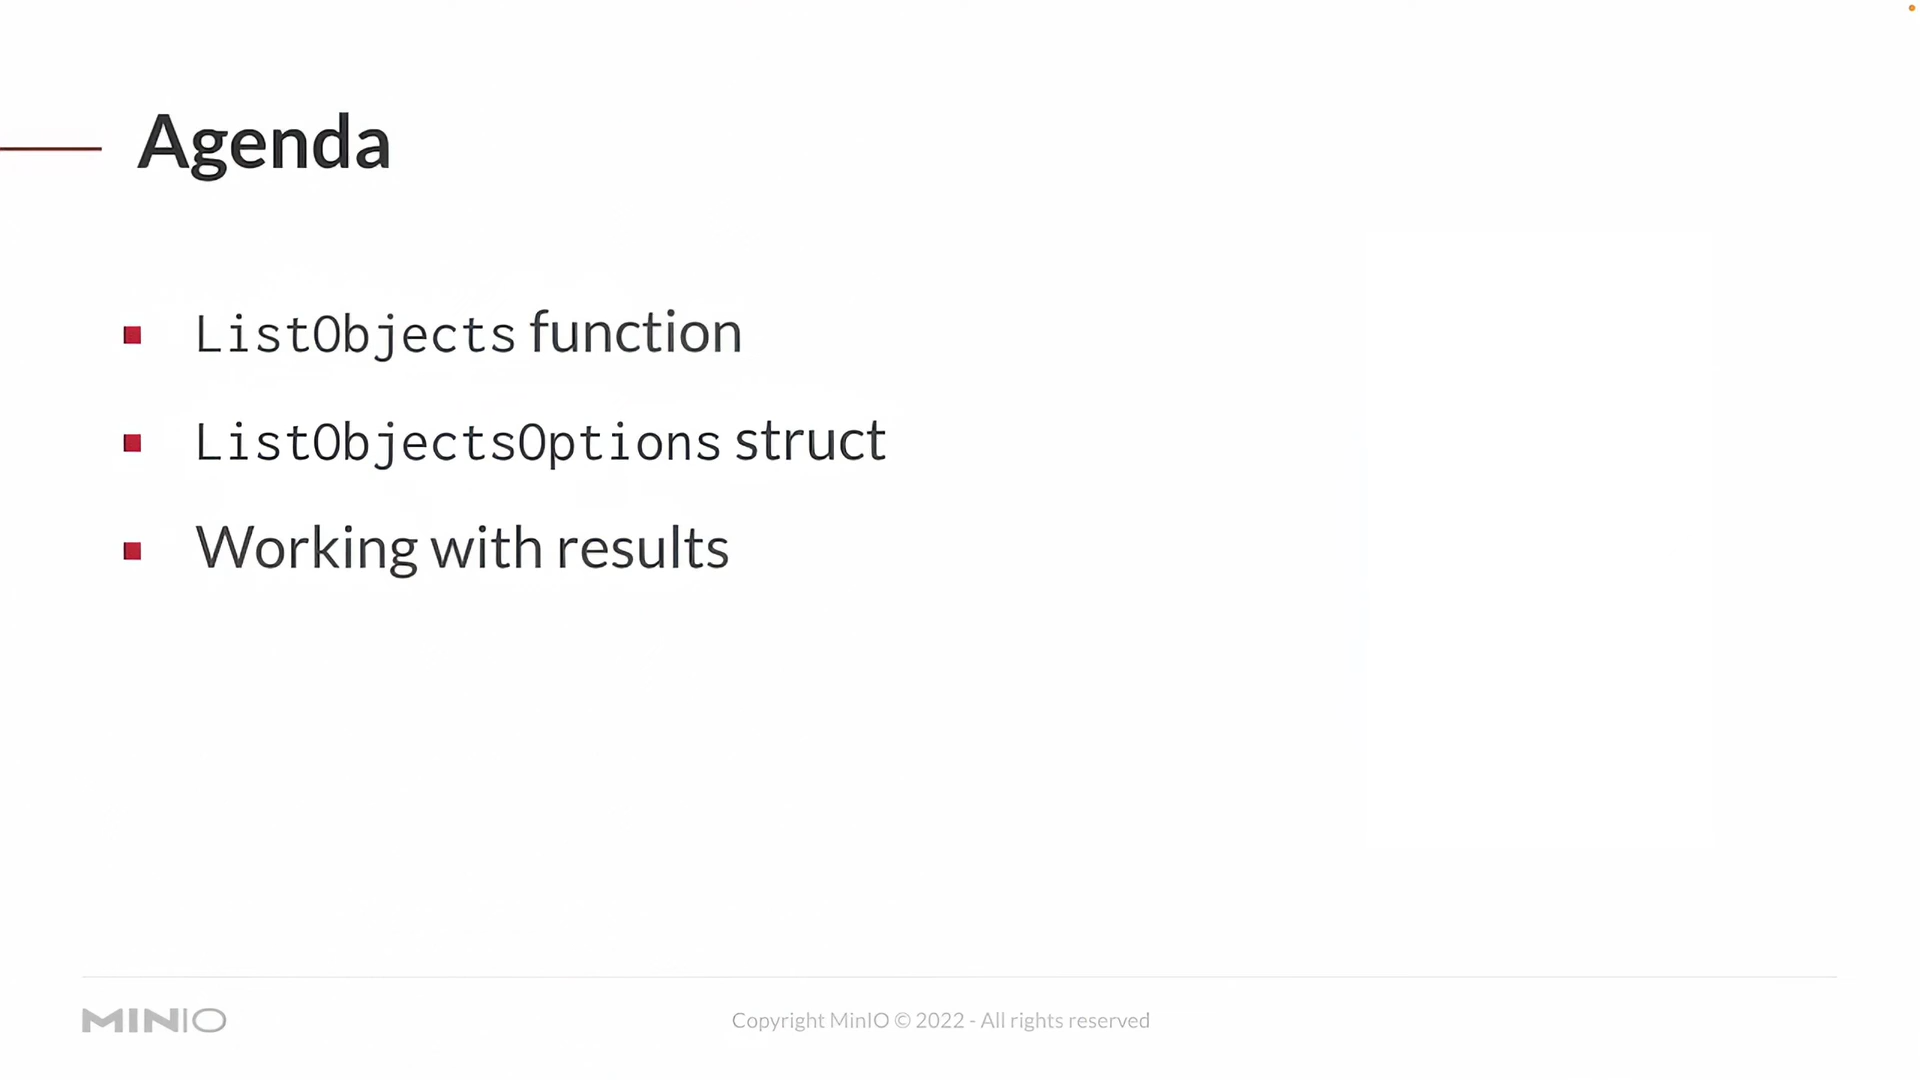 Agenda
ListObjects function
ListObjectsOptions struct
Working with results
MINIO
Copyright MinIO © 2022 - All rights reserved